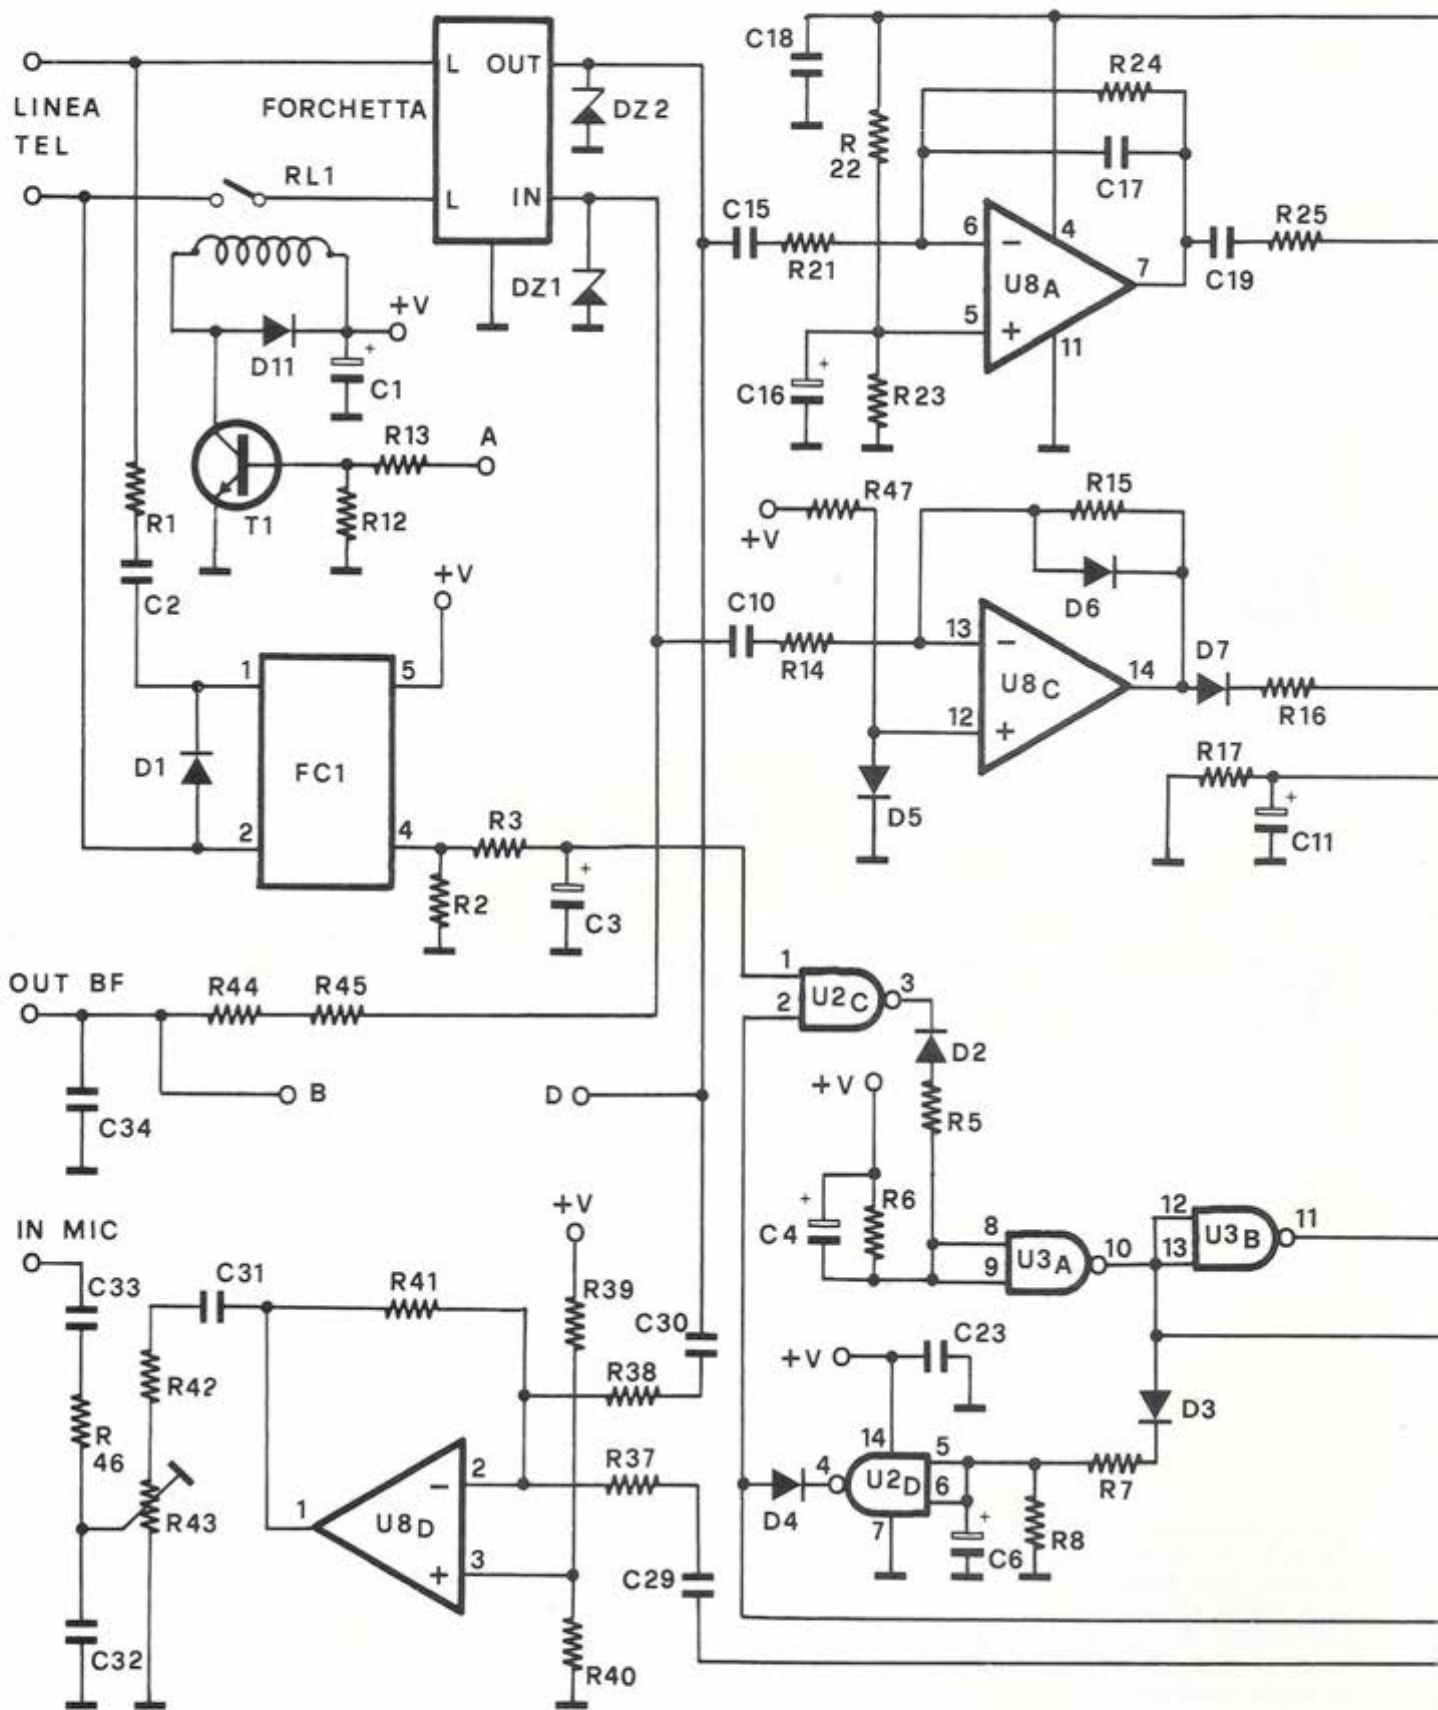 LINEA
TEL
FORCHETTA
L OUT
L IN
RL1
DZ2
DZ1
+V
D11
C1
R13
A
R12
T1
R1
C2
+V
1
5
2
4
FC1
D1
R3
R2
C3
OUT BF
R44
R45
B
D
C34
IN MIC
C33
C31
R41
+V
R39
C30
R42
R38
R
46
R43
R37
1
2
3
-
+
U8D
C29
C32
R40
C18
R
22
R24
C17
C15
R21
6
-
4
U8A
7
5
+
11
C19
R25
C16
+
R23
R47
+V
R15
D6
C10
R14
13
-
U8C
14
12
+
D7
R16
D5
R17
+
C11
1
2
U2C
3
D2
+V
R5
+
C4
R6
8
9
U3A
10
12
13
U3B
11
+V
C23
D3
14
4
U2D
5
6
7
D4
R7
+
C6
R8
+
+